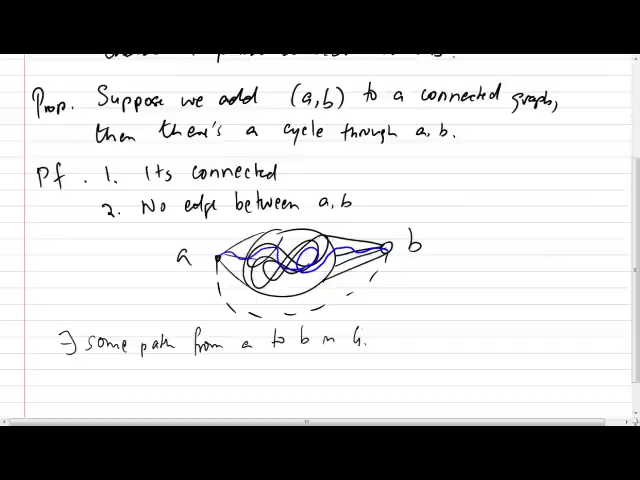 Prop. Suppose we add (a,b) to a connected graph,
then there's a cycle through a, b.
Pf. 1. Its connected
2. No edge between a, b
a b
∃ some path from a to b in G.